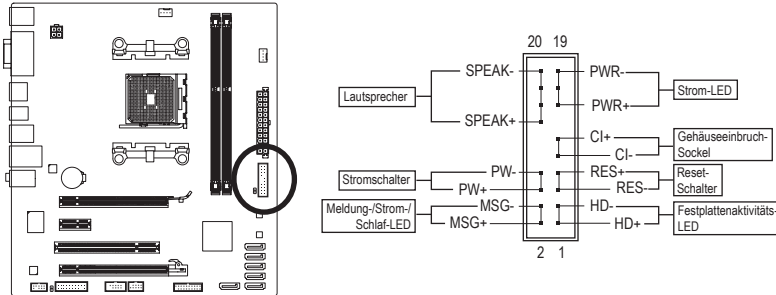 20 19
SPEAK-
SPEAK+
Lautsprecher
PWR-
PWR+
Strom-LED
CI+
CI-
Gehäuseeinbruch-
Sockel
PW-
PW+
Stromschalter
RES+
RES-
Reset-
Schalter
MSG-
MSG+
Meldung-/Strom-/
Schlaf-LED
HD-
HD+
Festplattenaktivitäts-
LED
2 1